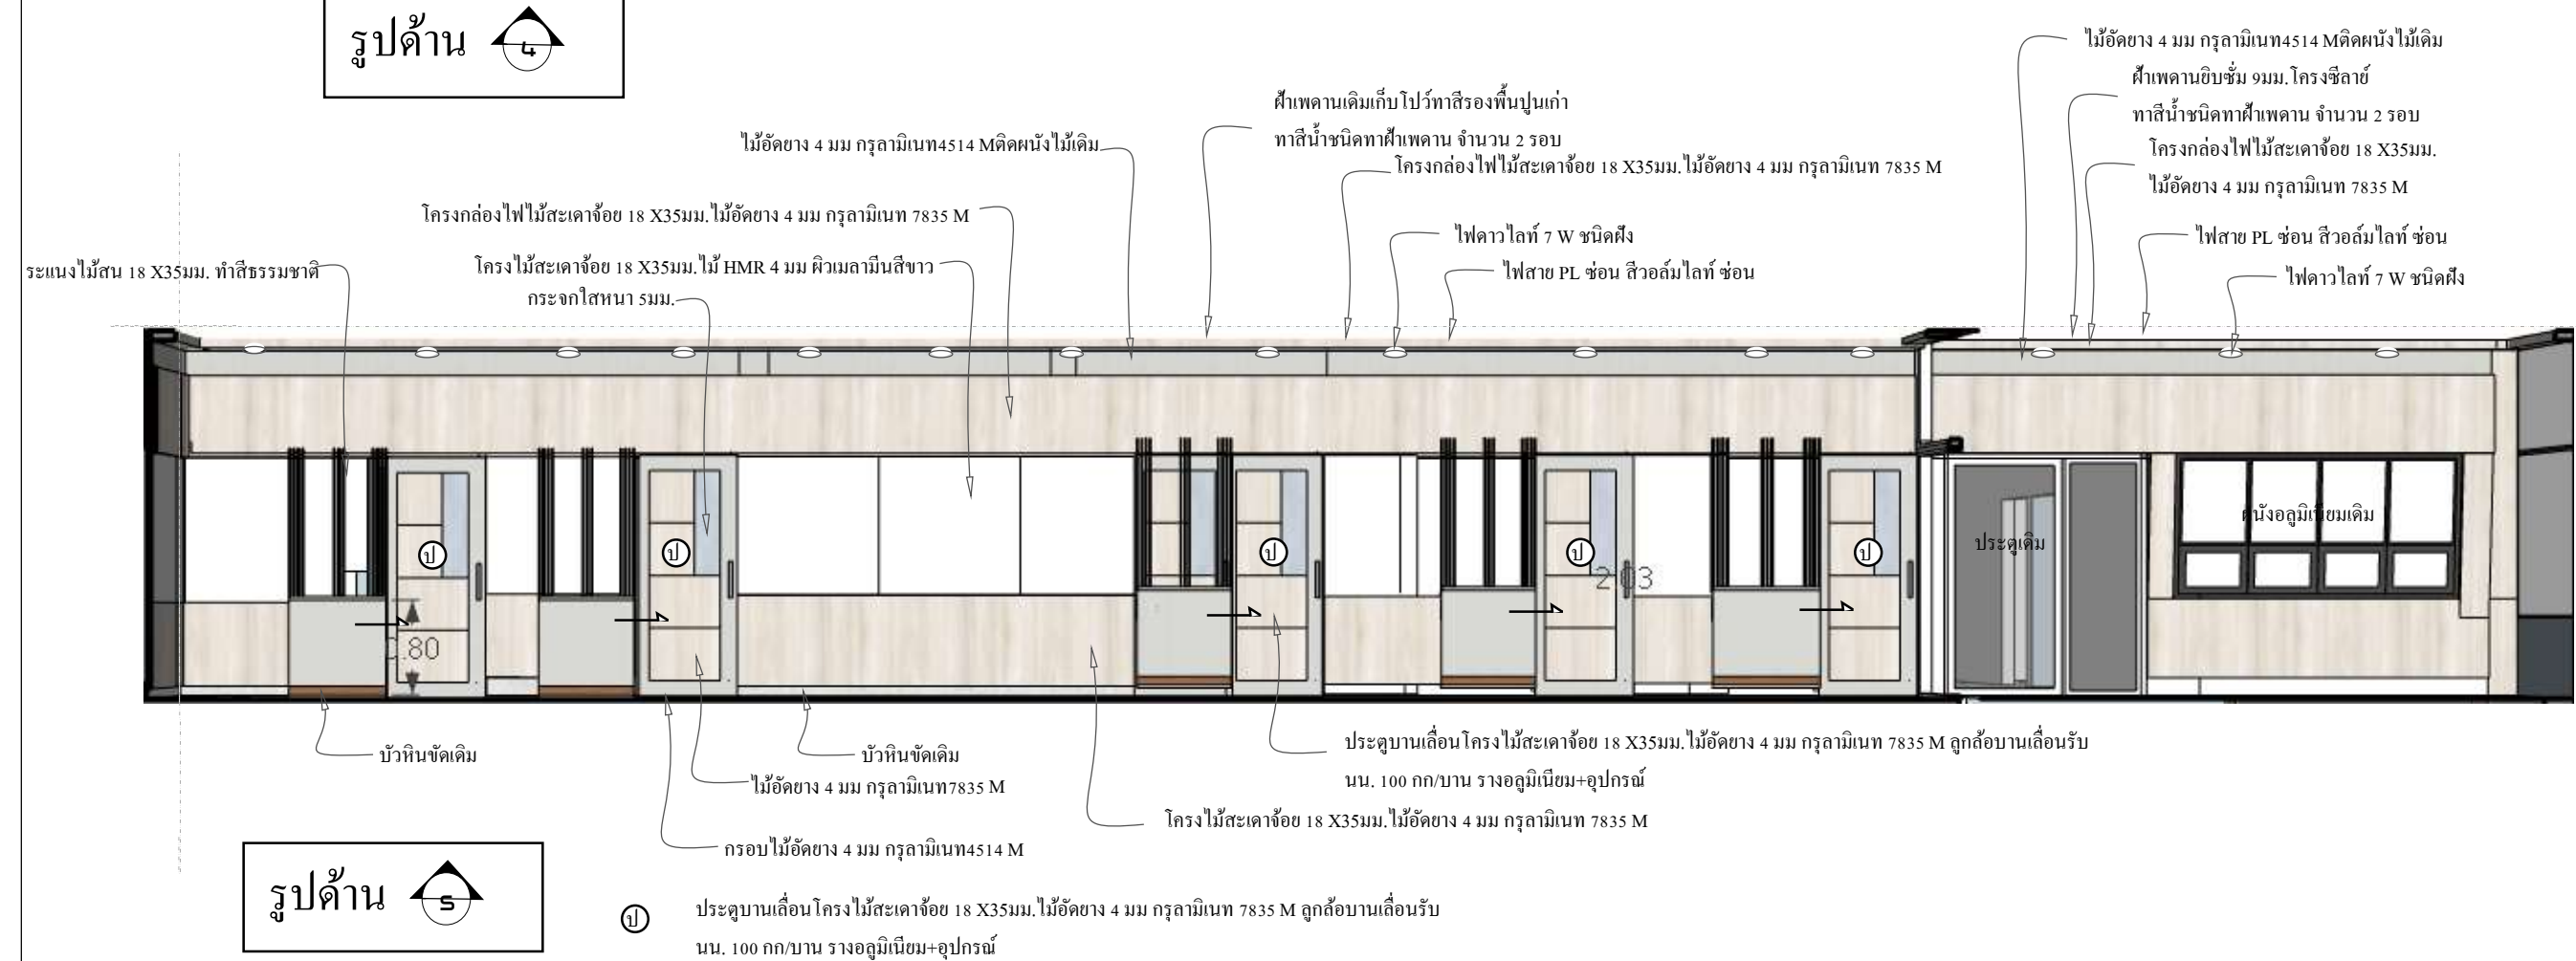 รูปด้าน 4
ไม้อัดยาง 4 มม กรุลามิเนท4514 Mติดผนังไม้เดิม
ฝ้าเพดานยิบซั่ม 9มม.โครงซีลาย์
ทาสีน้ำชนิดทาฝ้าเพดาน จำนวน 2 รอบ
โครงกล่องไฟไม้สะเดาจ้อย 18 X35มม.
ไม้อัดยาง 4 มม กรุลามิเนท 7835 M
ไฟสาย PL ซ่อน สีวอล์มไลท์ ซ่อน
ไฟดาวไลท์ 7 W ชนิดฝัง
ฝ้าเพดานเดิมเก็บโป๊วทาสีรองพื้นปูนเก่า
ทาสีน้ำชนิดทาฝ้าเพดาน จำนวน 2 รอบ
ไม้อัดยาง 4 มม กรุลามิเนท4514 Mติดผนังไม้เดิม
โครงกล่องไฟไม้สะเดาจ้อย 18 X35มม.ไม้อัดยาง 4 มม กรุลามิเนท 7835 M
โครงกล่องไฟไม้สะเดาจ้อย 18 X35มม.ไม้อัดยาง 4 มม กรุลามิเนท 7835 M
ไฟดาวไลท์ 7 W ชนิดฝัง
ไฟสาย PL ซ่อน สีวอล์มไลท์ ซ่อน
ระแนงไม้สน 18 X35มม. ทำสีธรรมชาติ
โครงไม้สะเดาจ้อย 18 X35มม.ไม้ HMR 4 มม ผิวเมลามีนสีขาว
กระจกใสหนา 5มม.
ป
ป
ป
ป
ป
ประตูเดิม
ผนังอลูมิเนียมเดิม
2.03
0.80
บัวหินขัดเดิม
บัวหินขัดเดิม
ไม้อัดยาง 4 มม กรุลามิเนท7835 M
กรอบไม้อัดยาง 4 มม กรุลามิเนท4514 M
ประตูบานเลื่อนโครงไม้สะเดาจ้อย 18 X35มม.ไม้อัดยาง 4 มม กรุลามิเนท 7835 M ลูกล้อบานเลื่อนรับ
นน. 100 กก/บาน รางอลูมิเนียม+อุปกรณ์
โครงไม้สะเดาจ้อย 18 X35มม.ไม้อัดยาง 4 มม กรุลามิเนท 7835 M
รูปด้าน 5
ป ประตูบานเลื่อนโครงไม้สะเดาจ้อย 18 X35มม.ไม้อัดยาง 4 มม กรุลามิเนท 7835 M ลูกล้อบานเลื่อนรับ
นน. 100 กก/บาน รางอลูมิเนียม+อุปกรณ์